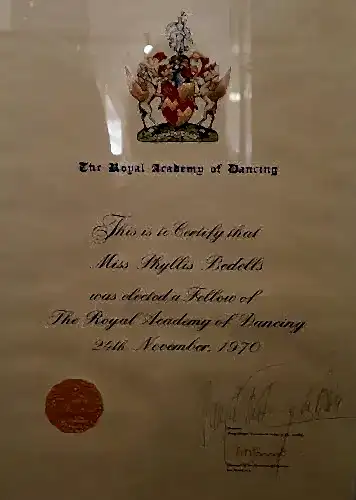 The Royal Academy of Dancing
This is to Certify that
Miss Phyllis Bedells
was elected a Fellow of
The Royal Academy of Dancing
24th November, 1970